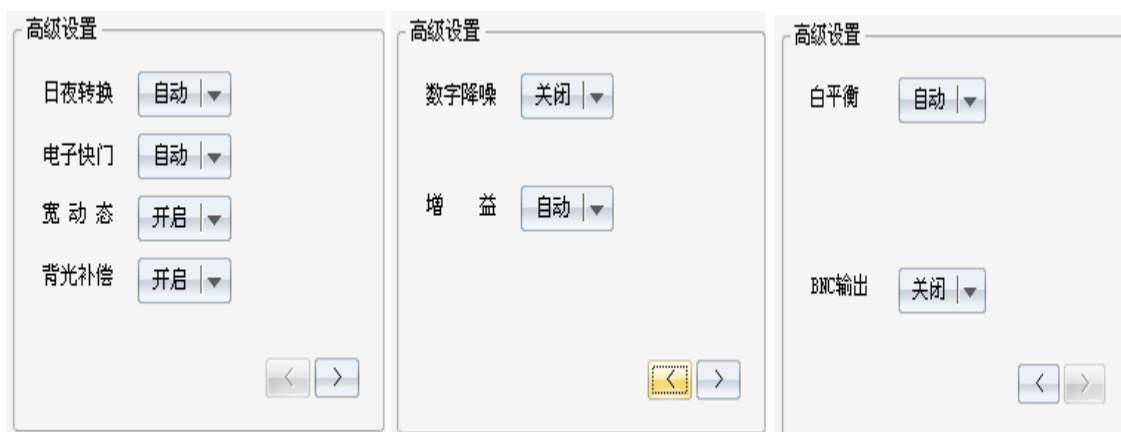 高级设置
日夜转换 自动
电子快门 自动
宽 动 态 开启
背光补偿 开启
高级设置
数字降噪 关闭
增 益 自动
高级设置
白平衡 自动
BNC输出 关闭